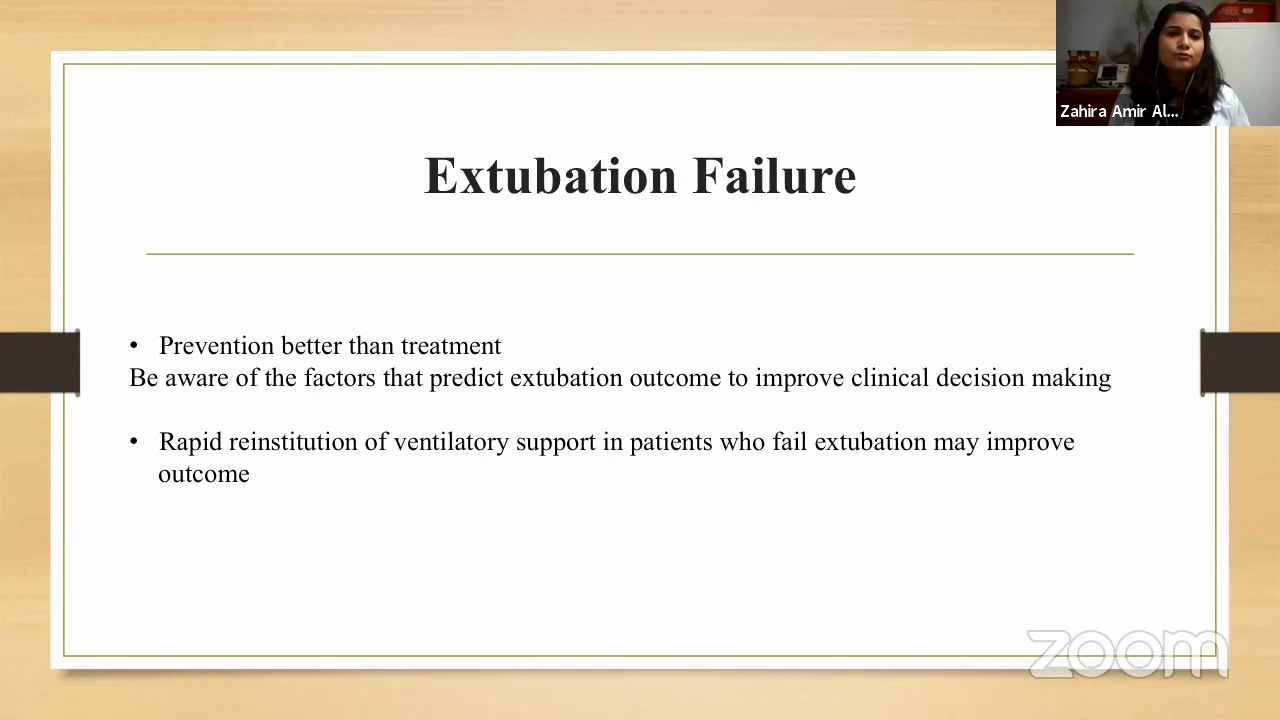 Zahira Amir Al...
Extubation Failure
• Prevention better than treatment
Be aware of the factors that predict extubation outcome to improve clinical decision making
• Rapid reinstitution of ventilatory support in patients who fail extubation may improve
outcome
zoom